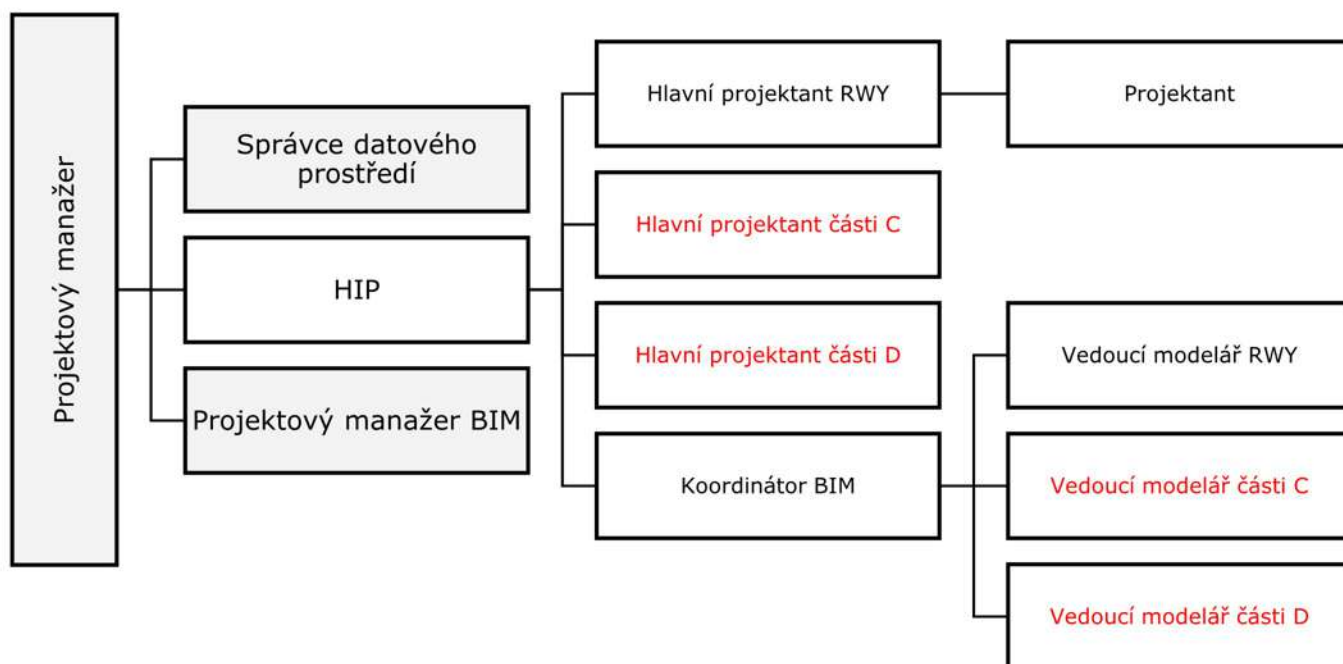 Projektový manažer
Správce datového
prostředí
HIP
Projektový manažer BIM
Hlavní projektant RWY
Hlavní projektant části C
Hlavní projektant části D
Koordinátor BIM
Projektant
Vedoucí modelář RWY
Vedoucí modelář části C
Vedoucí modelář části D